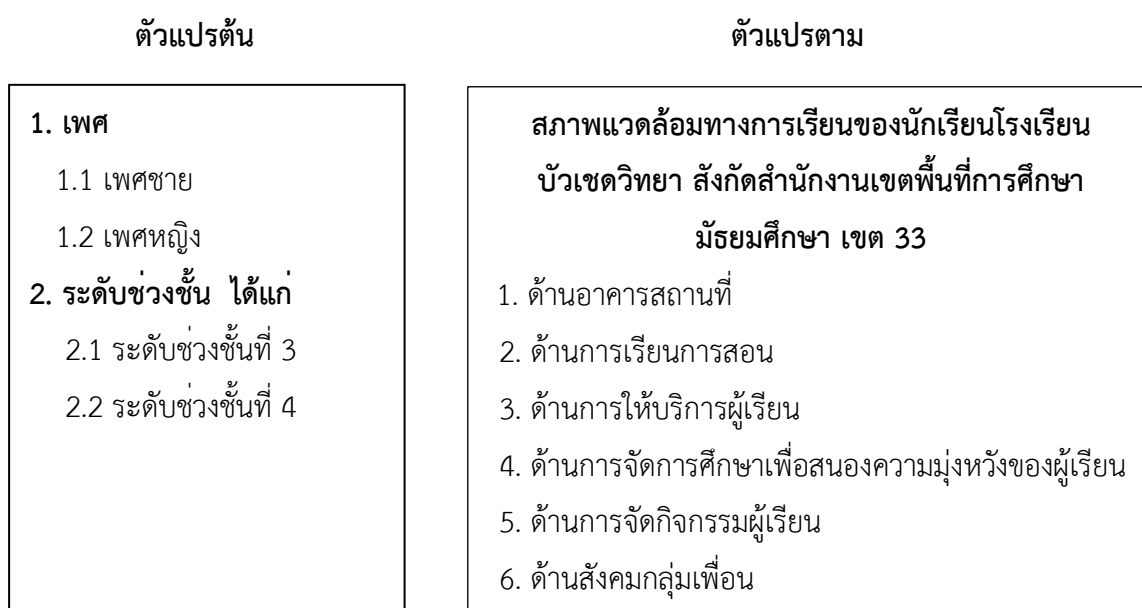 ตัวแปรต้น
ตัวแปรตาม
1. เพศ
1.1 เพศชาย
1.2 เพศหญิง
2. ระดับช่วงชั้น ได้แก่
2.1 ระดับช่วงชั้นที่ 3
2.2 ระดับช่วงชั้นที่ 4
สภาพแวดล้อมทางการเรียนของนักเรียนโรงเรียน
บัวเชดวิทยา สังกัดสำนักงานเขตพื้นที่การศึกษา
มัธยมศึกษา เขต 33
1. ด้านอาคารสถานที่
2. ด้านการเรียนการสอน
3. ด้านการให้บริการผู้เรียน
4. ด้านการจัดการศึกษาเพื่อสนองความมุ่งหวังของผู้เรียน
5. ด้านการจัดกิจกรรมผู้เรียน
6. ด้านสังคมกลุ่มเพื่อน